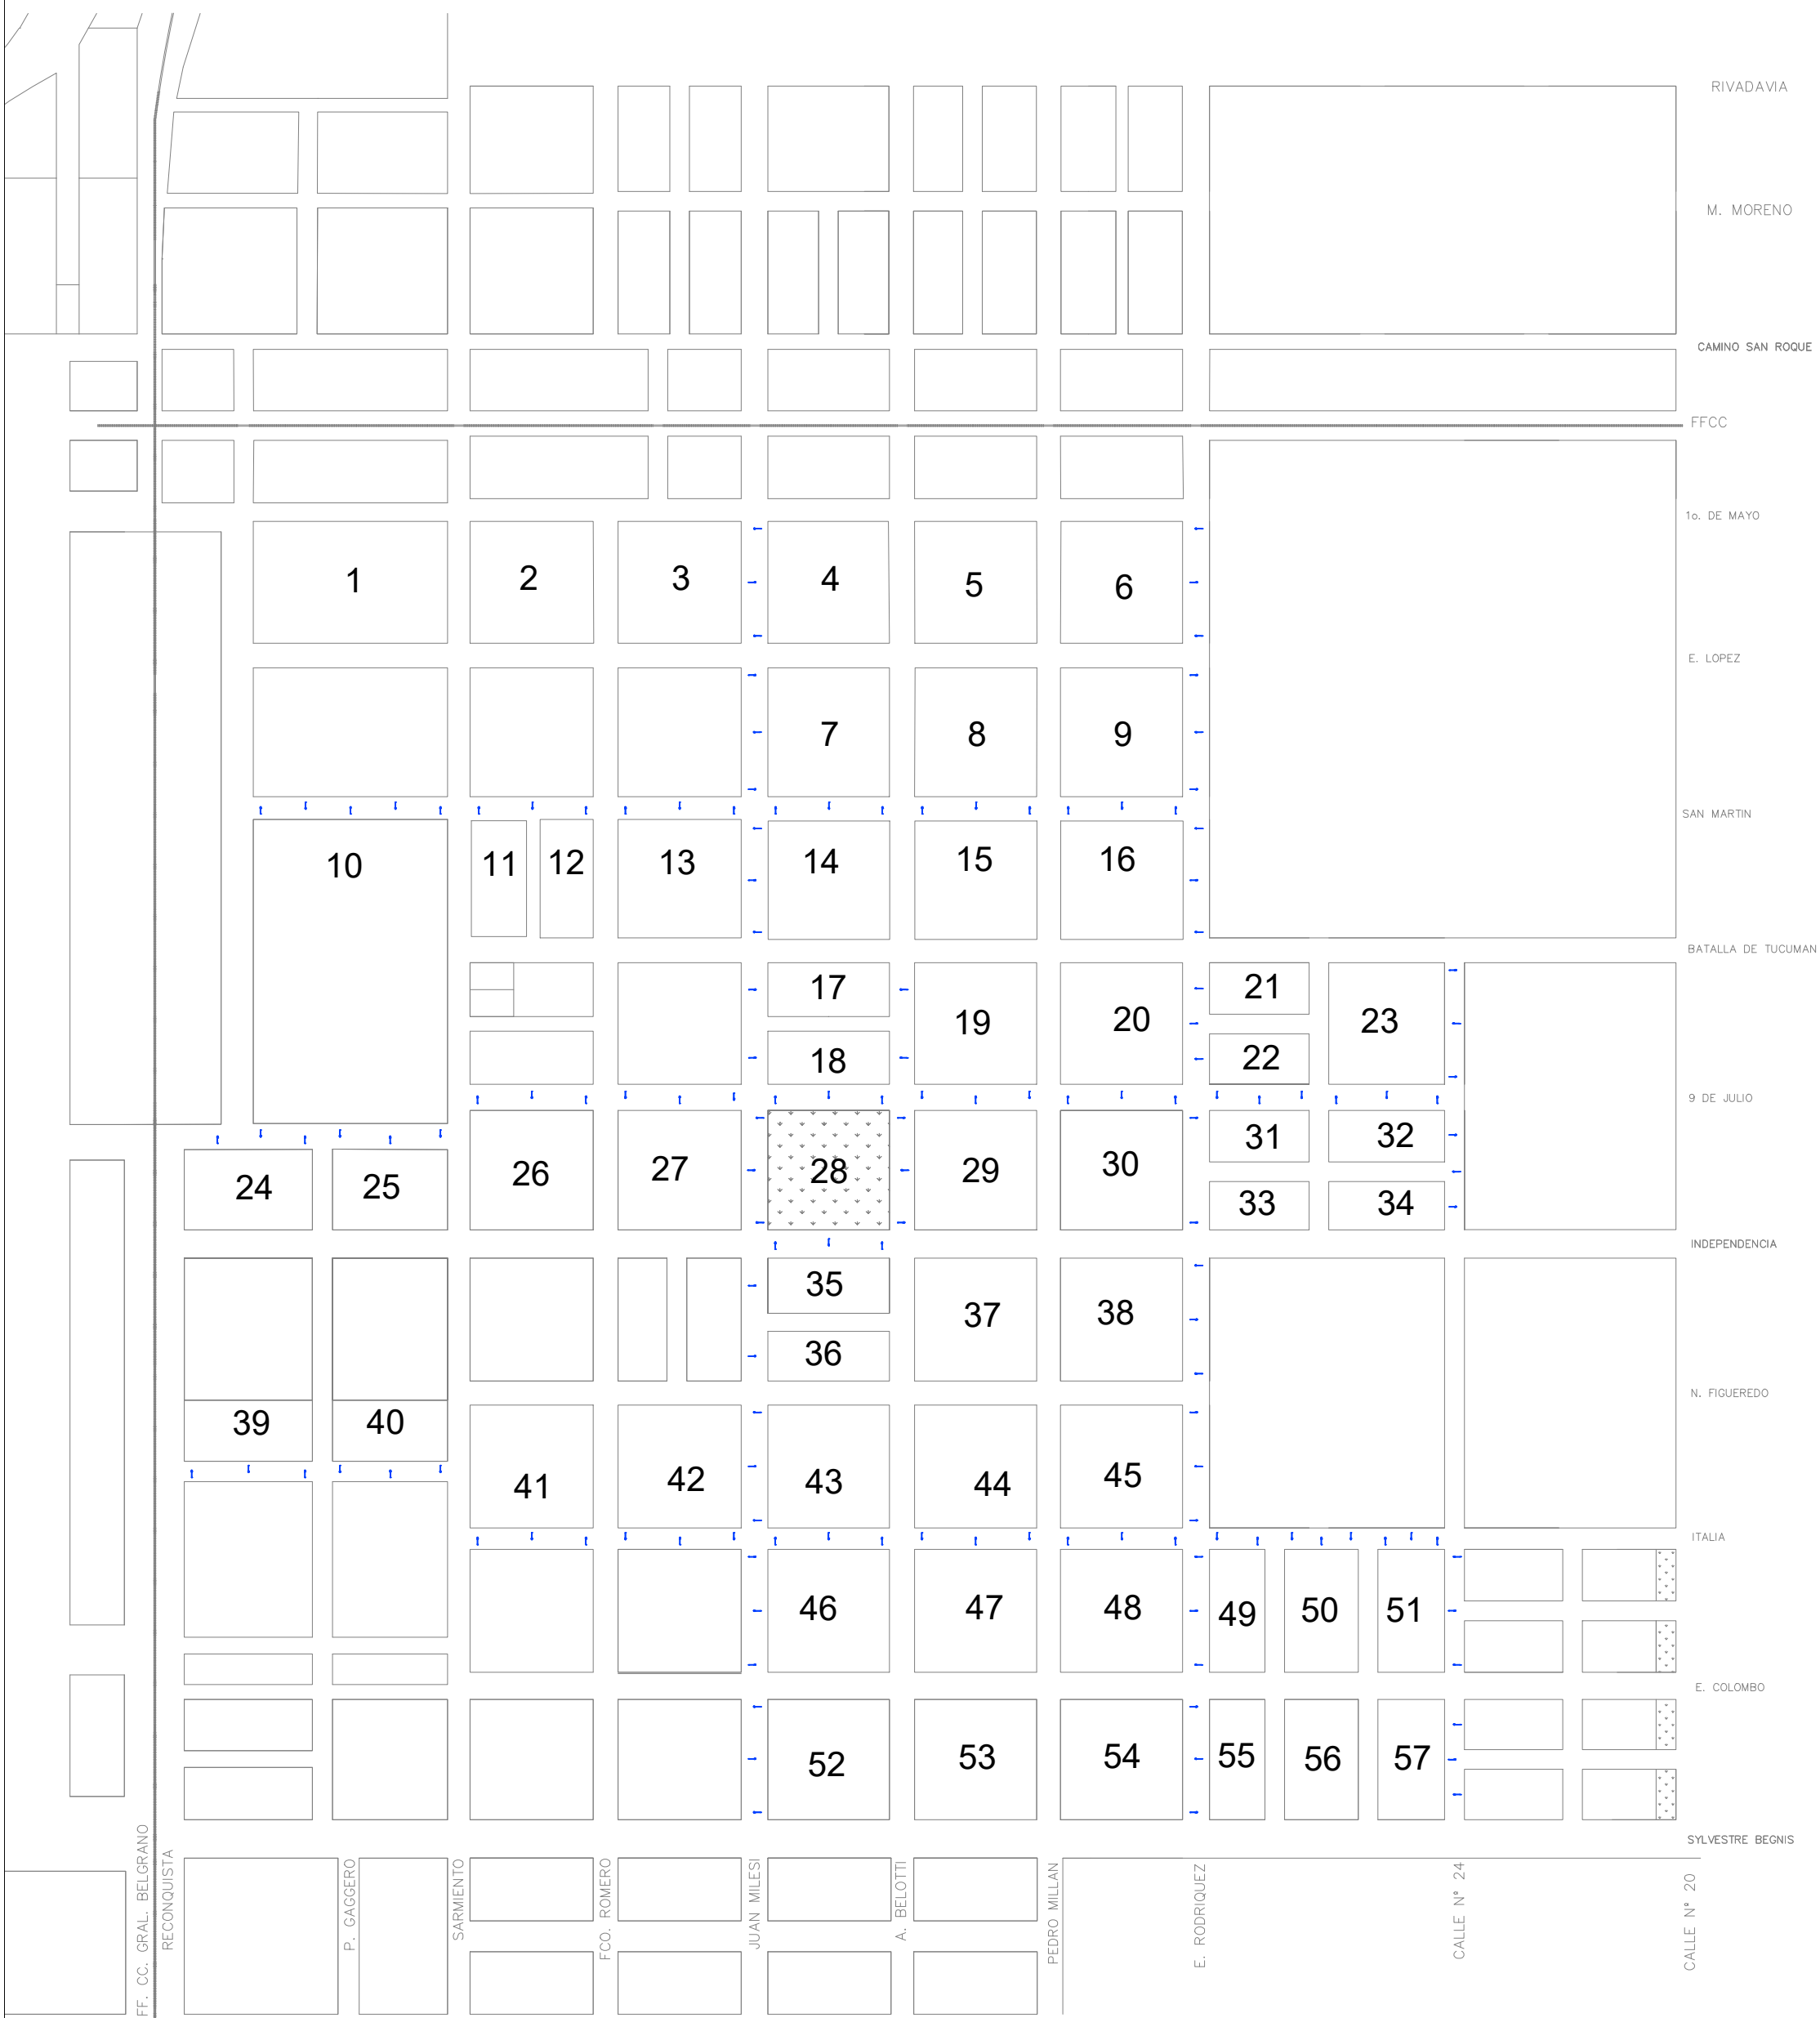 RIVADAVIA
M. MORENO
CAMINO SAN ROQUE
FFCC
1o. DE MAYO
1
2
3
4
5
6
E. LOPEZ
7
8
9
SAN MARTIN
10
11
12
13
14
15
16
BATALLA DE TUCUMAN
17
18
19
20
21
22
23
9 DE JULIO
24
25
26
27
28
29
30
31
32
33
34
INDEPENDENCIA
35
36
37
38
N. FIGUEREDO
39
40
41
42
43
44
45
ITALIA
46
47
48
49
50
51
E. COLOMBO
52
53
54
55
56
57
SYLVESTRE BEGNIS
FF. CC. GRAL. BELGRANO
RECONQUISTA
P. GAGGERO
SARMIENTO
FCO. ROMERO
JUAN MILESI
A. BELOTTI
PEDRO MILLAN
E. RODRIQUEZ
CALLE Nº 24
CALLE Nº 20